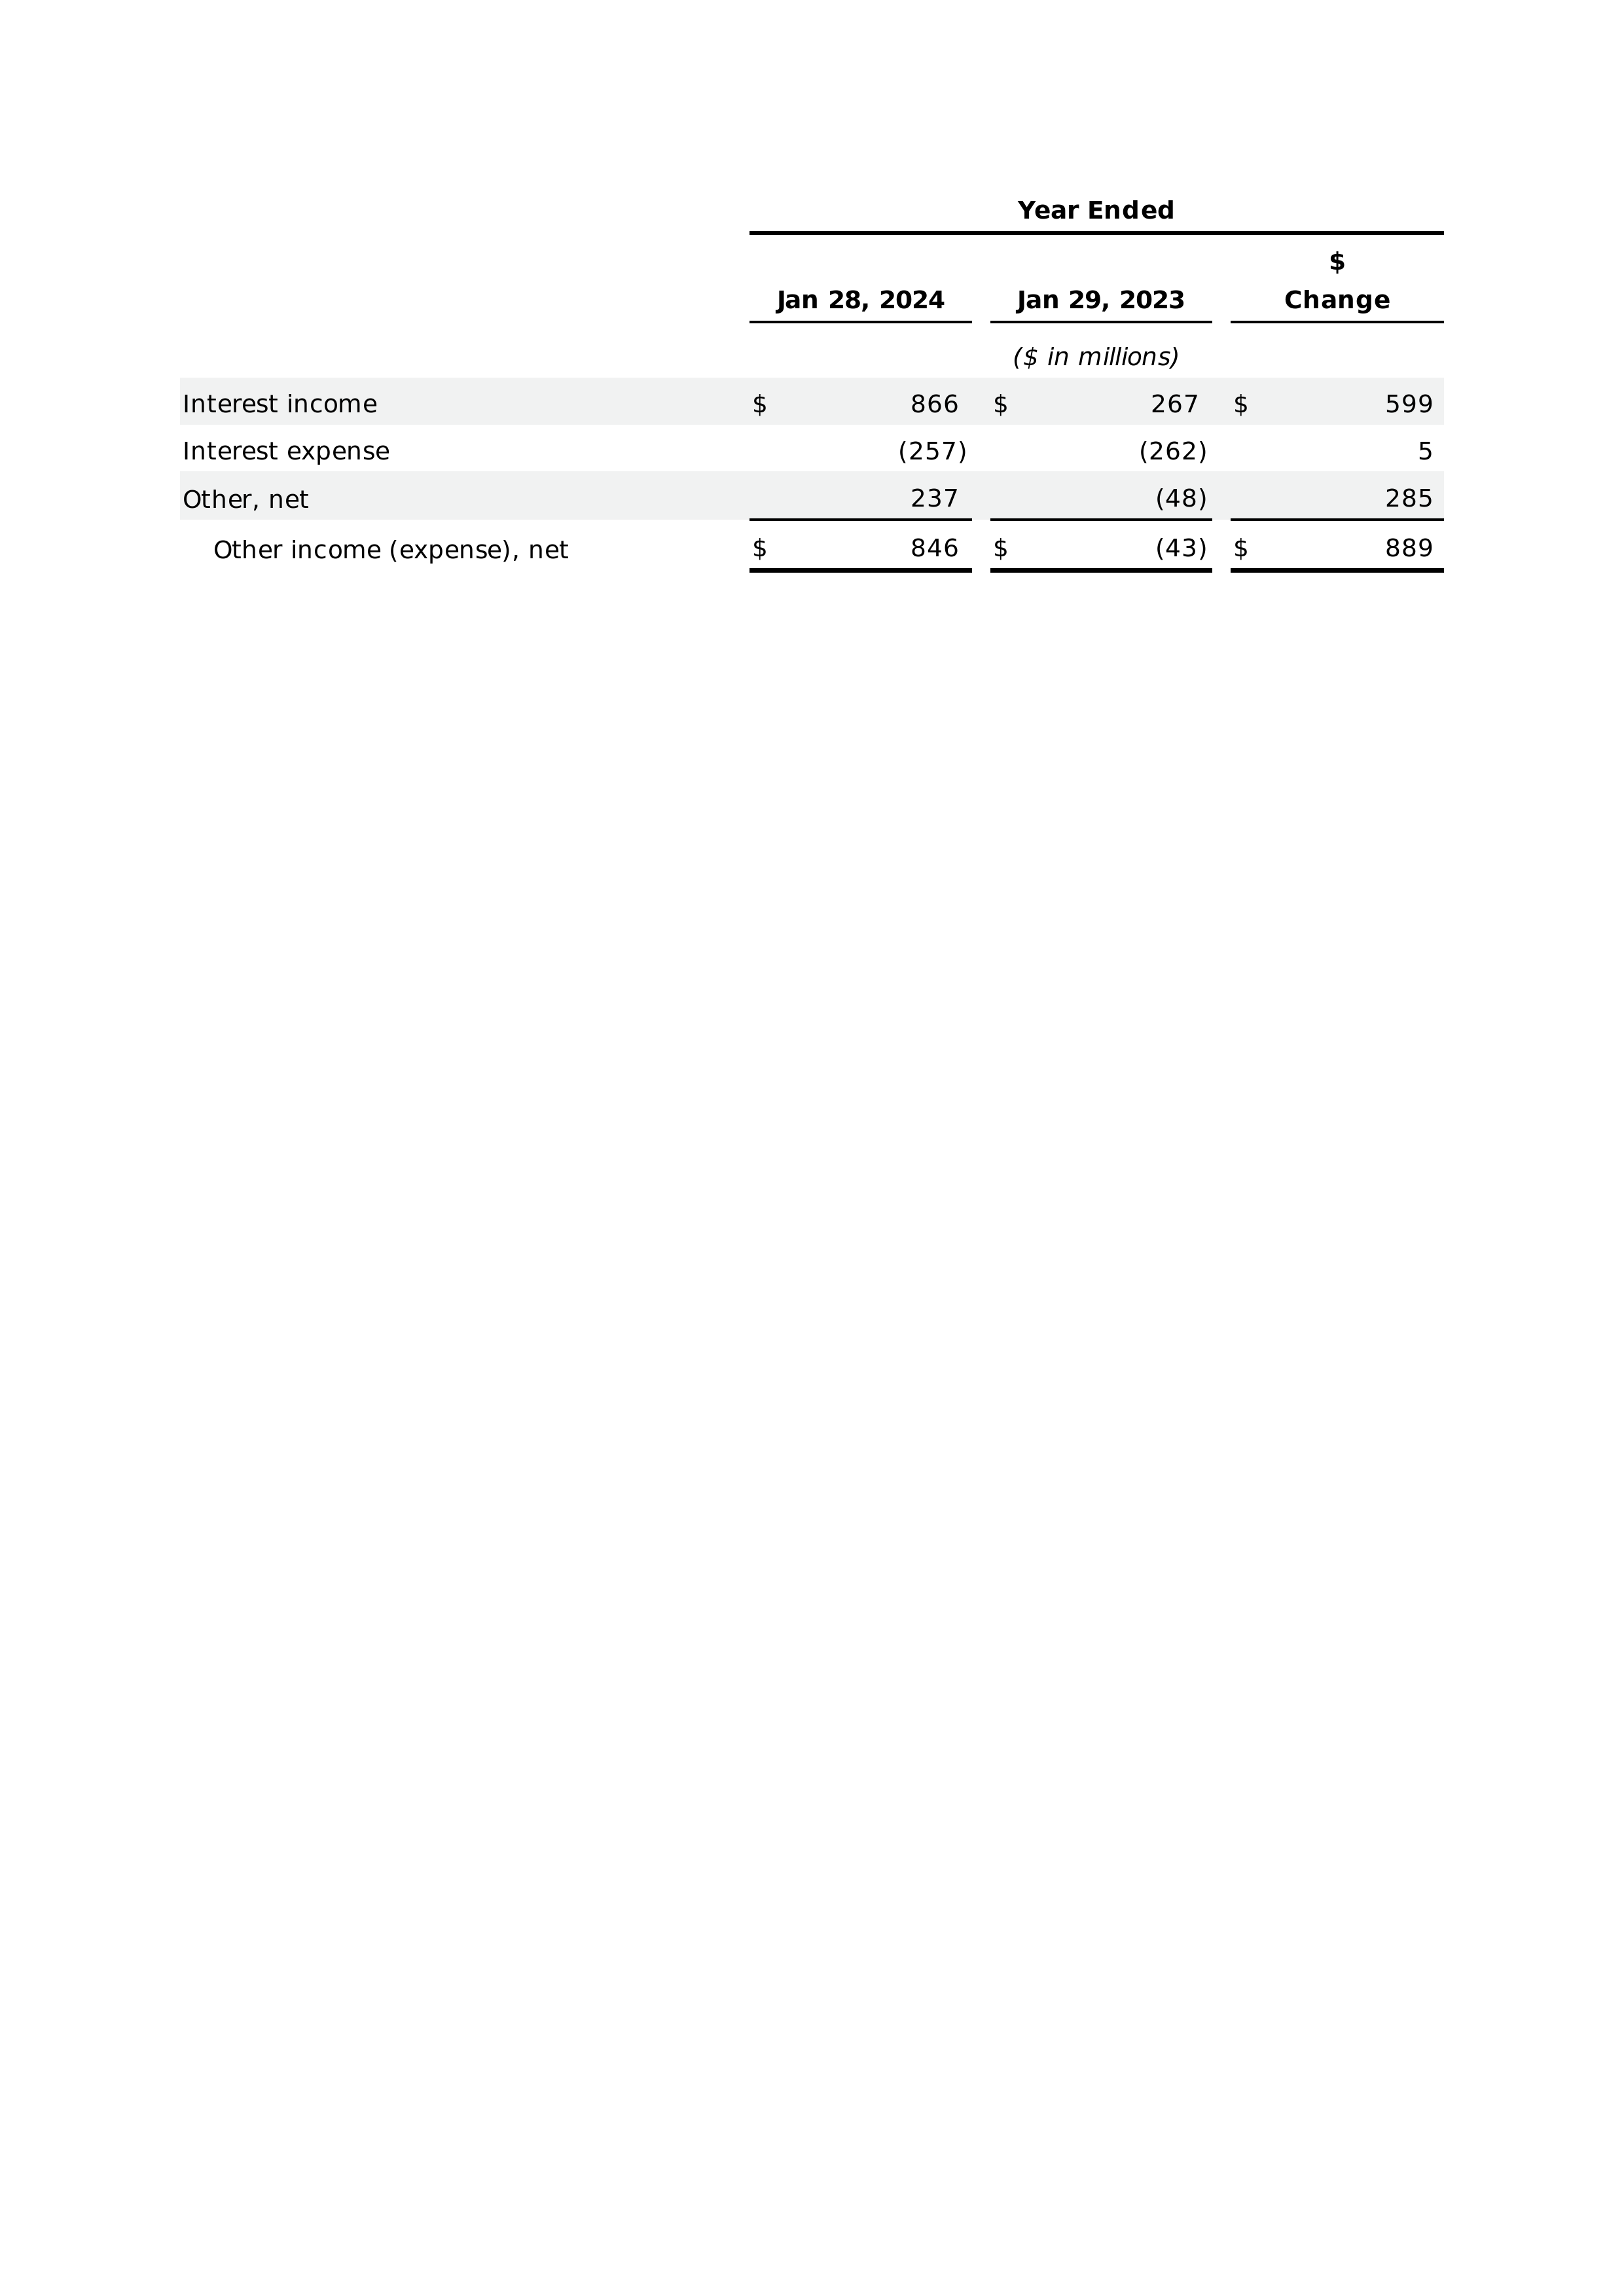 Year Ended
$
Jan 28, 2024 Jan 29, 2023 Change
($ in millions)
Interest income $ 866 $ 267 $ 599
Interest expense (257) (262) 5
Other, net 237 (48) 285
Other income (expense), net $ 846 $ (43) $ 889